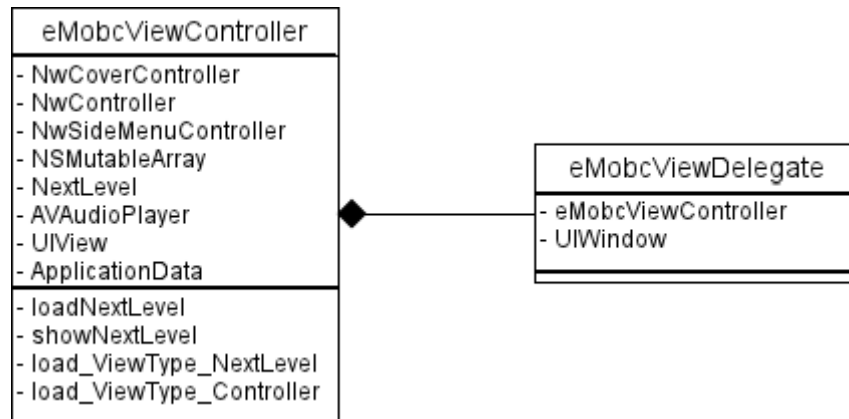 eMobcViewController
- NwCoverController
- NwController
- NwSideMenuController
- NSMutableArray
- NextLevel
- AVAudioPlayer
- UIView
- ApplicationData
- loadNextLevel
- showNextLevel
- load_ViewType_NextLevel
- load_ViewType_Controller
eMobcViewDelegate
- eMobcViewController
- UIWindow